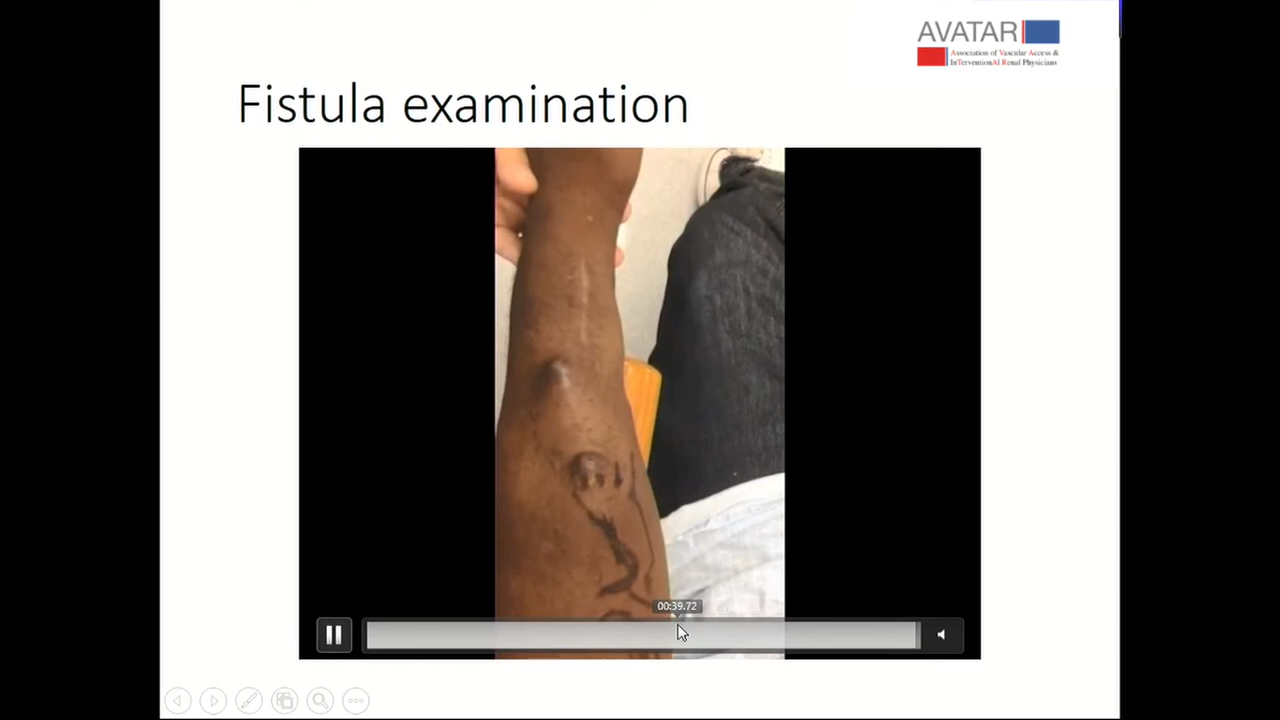 AVATAR
Association of Vascular Access &
InTerventionAl Renal Physicians
Fistula examination
00:39.72